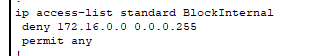 ip access-list standard BlockInternal
deny 172.16.0.0 0.0.0.255
permit any
!